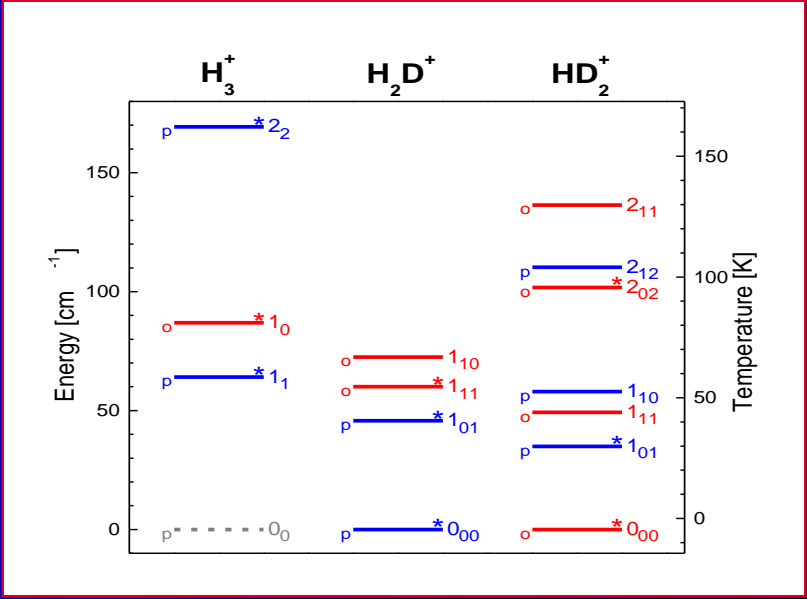 H3+ H2D+ HD2+
p * 22
150 150
o 211
p 212
100 100
o * 202
o * 10
o 110
p * 11
o * 111
p 110
50 50
o 111
p * 101
p * 101
0 0
p 00
p * 000
o * 000
Energy [cm -1]
Temperature [K]